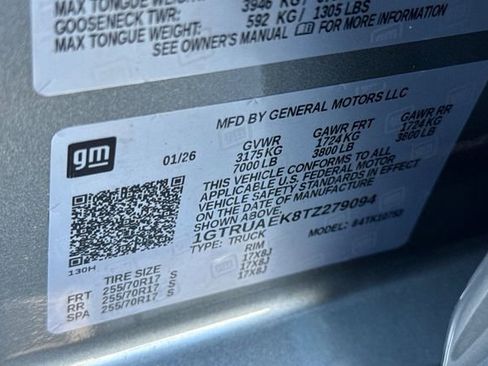 MAX TONGUE WEIGHT:
GOOSENECK TWR: 3946 KG /
MAX TONGUE WEIGHT: 592 KG / 1305 LBS
SEE OWNER'S MANUAL FOR MORE INFORMATION
MFD BY GENERAL MOTORS LLC
gm
01/26
GVWR GAWR FRT GAWR RR
3175 KG 1724 KG 1724 KG
7000 LB 3800 LB 3800 LB
THIS VEHICLE CONFORMS TO ALL
APPLICABLE FEDERAL MOTOR
VEHICLE SAFETY STANDARDS
IN EFFECT ON THE DATE OF MANUFACTURE
SHOWN ABOVE.
1GTRUAEK8TZ279094
TYPE: TRUCK MODEL:
130H
TIRE SIZE RIM
FRT 255/70R17 S 17X8J
RR 255/70R17 S 17X8J
SPA 255/70R17 S 17X8J